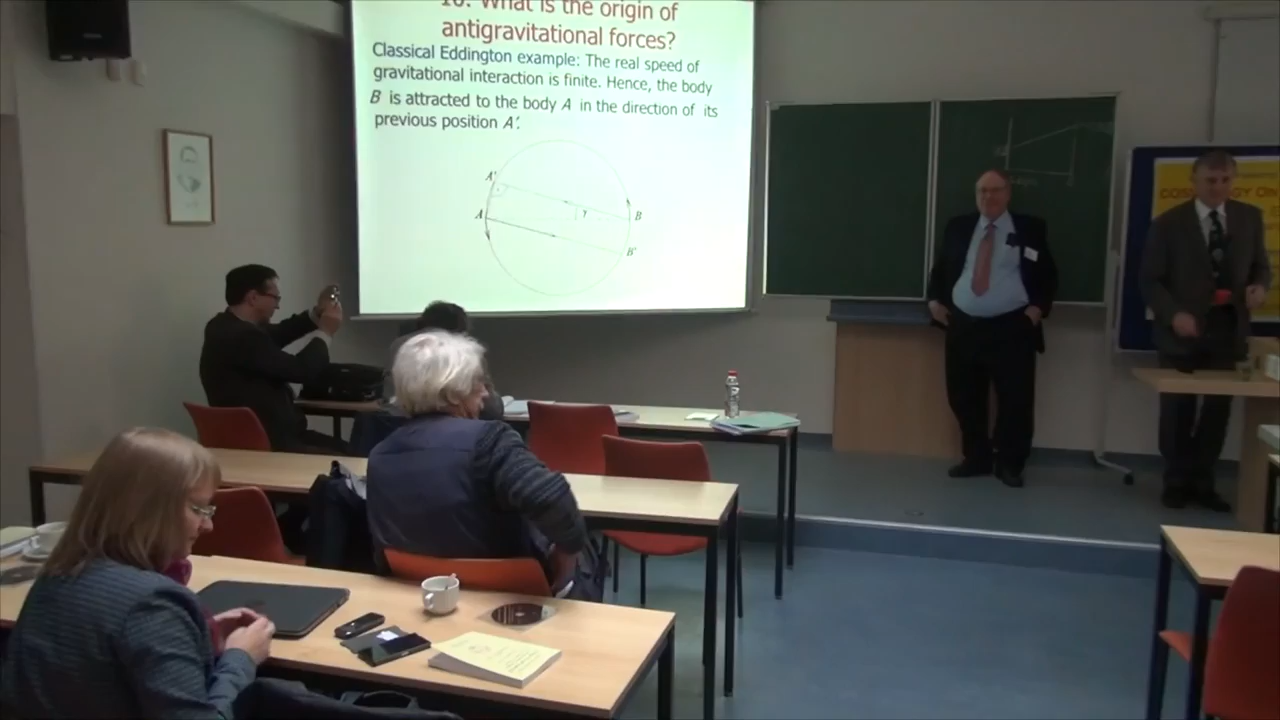 10. What is the origin of
antigravitational forces?
Classical Eddington example: The real speed of
gravitational interaction is finite. Hence, the body
B is attracted to the body A in the direction of its
previous position A'.
A'
A
γ
B
B'